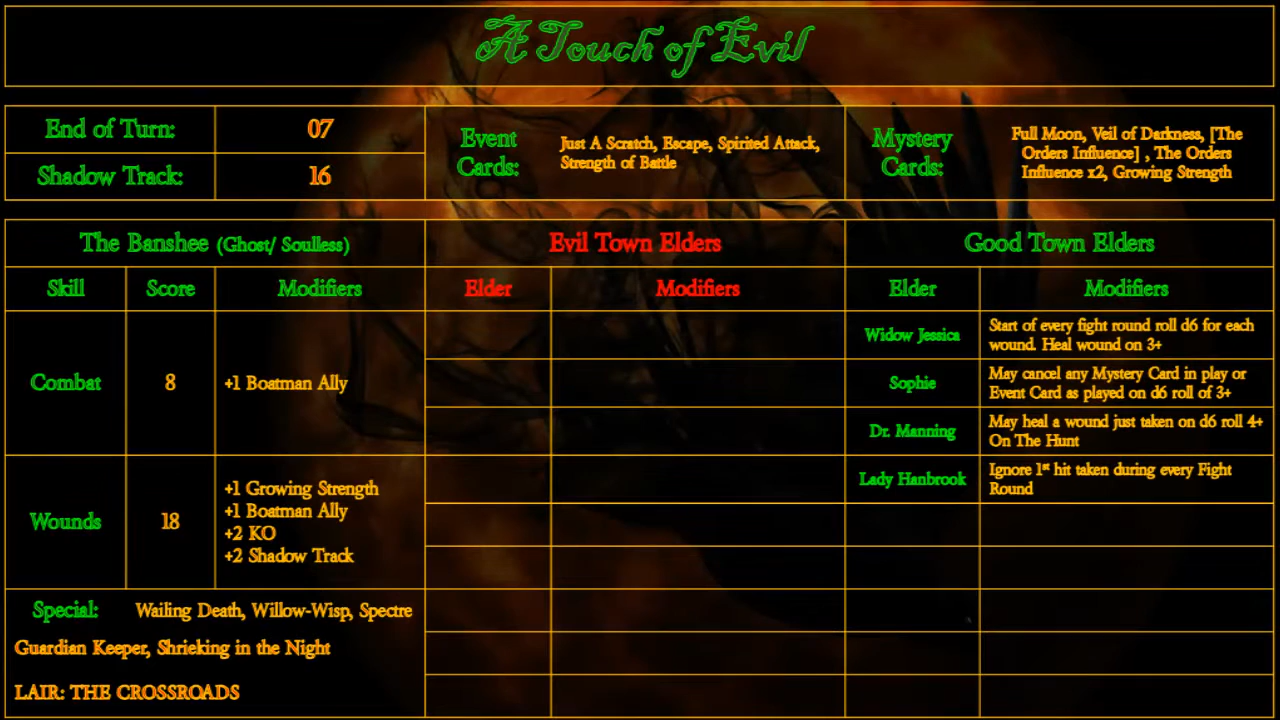 A Touch of Evil
End of Turn:
07
Shadow Track:
16
Event
Cards:
Just A Scratch, Escape, Spirited Attack,
Strength of Battle
Mystery
Cards:
Full Moon, Veil of Darkness, [The
Orders Influence] , The Orders
Influence x2, Growing Strength
The Banshee (Ghost/ Soulless)
Skill
Score
Modifiers
Combat
8
+1 Boatman Ally
Wounds
18
+1 Growing Strength
+1 Boatman Ally
+2 KO
+2 Shadow Track
Special: Wailing Death, Willow-Wisp, Spectre
Guardian Keeper, Shrieking in the Night
LAIR: THE CROSSROADS
Evil Town Elders
Elder
Modifiers
Good Town Elders
Elder
Modifiers
Widow Jessica
Start of every fight round roll d6 for each
wound. Heal wound on 3+
Sophie
May cancel any Mystery Card in play or
Event Card as played on d6 roll of 3+
Dr. Manning
May heal a wound just taken on d6 roll 4+
On The Hunt
Lady Hanbrook
Ignore 1st hit taken during every Fight
Round